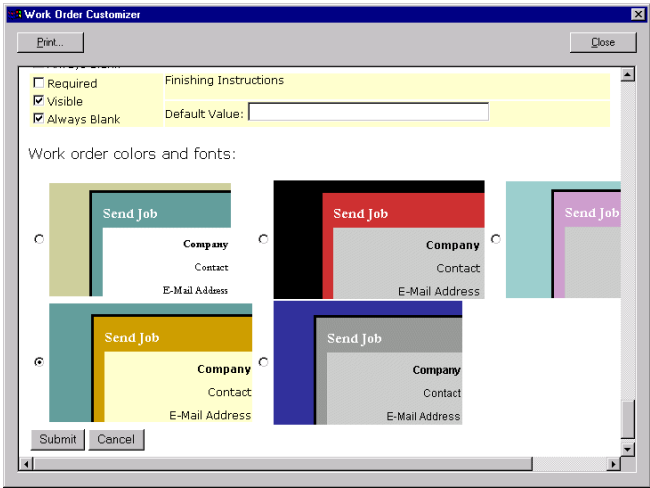 Work Order Customizer
Print...
Close
Required
Finishing Instructions
Visible
Always Blank
Default Value:
Work order colors and fonts:
Send Job
Company
Contact
E-Mail Address
Send Job
Company
Contact
E-Mail Address
Send Job
Send Job
Company
Contact
E-Mail Address
Send Job
Company
Contact
E-Mail Address
Submit
Cancel